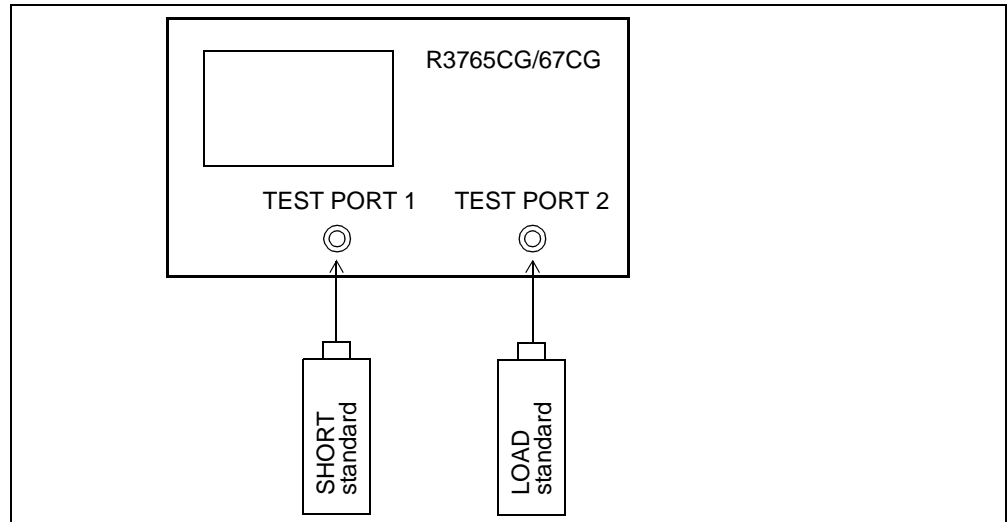 R3765CG/67CG
TEST PORT 1
TEST PORT 2
SHORT
standard
LOAD
standard